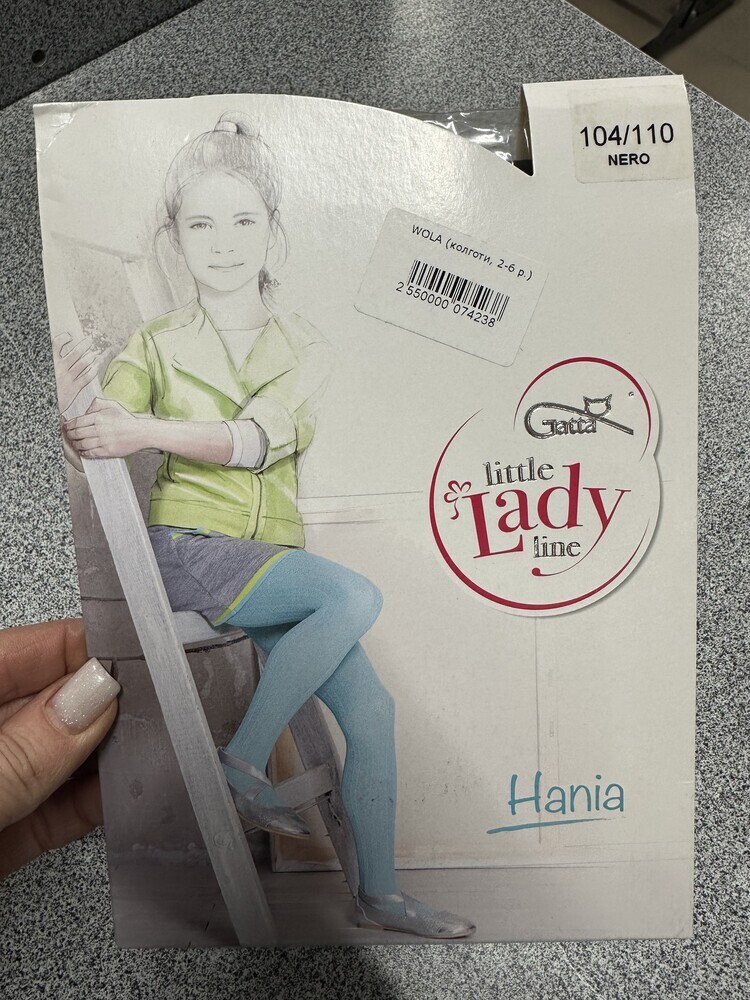 104/110
NERO
WOLA (колготи, 2-6 р.)
2 550000 074238
Gatta
little
Lady
line
Hania